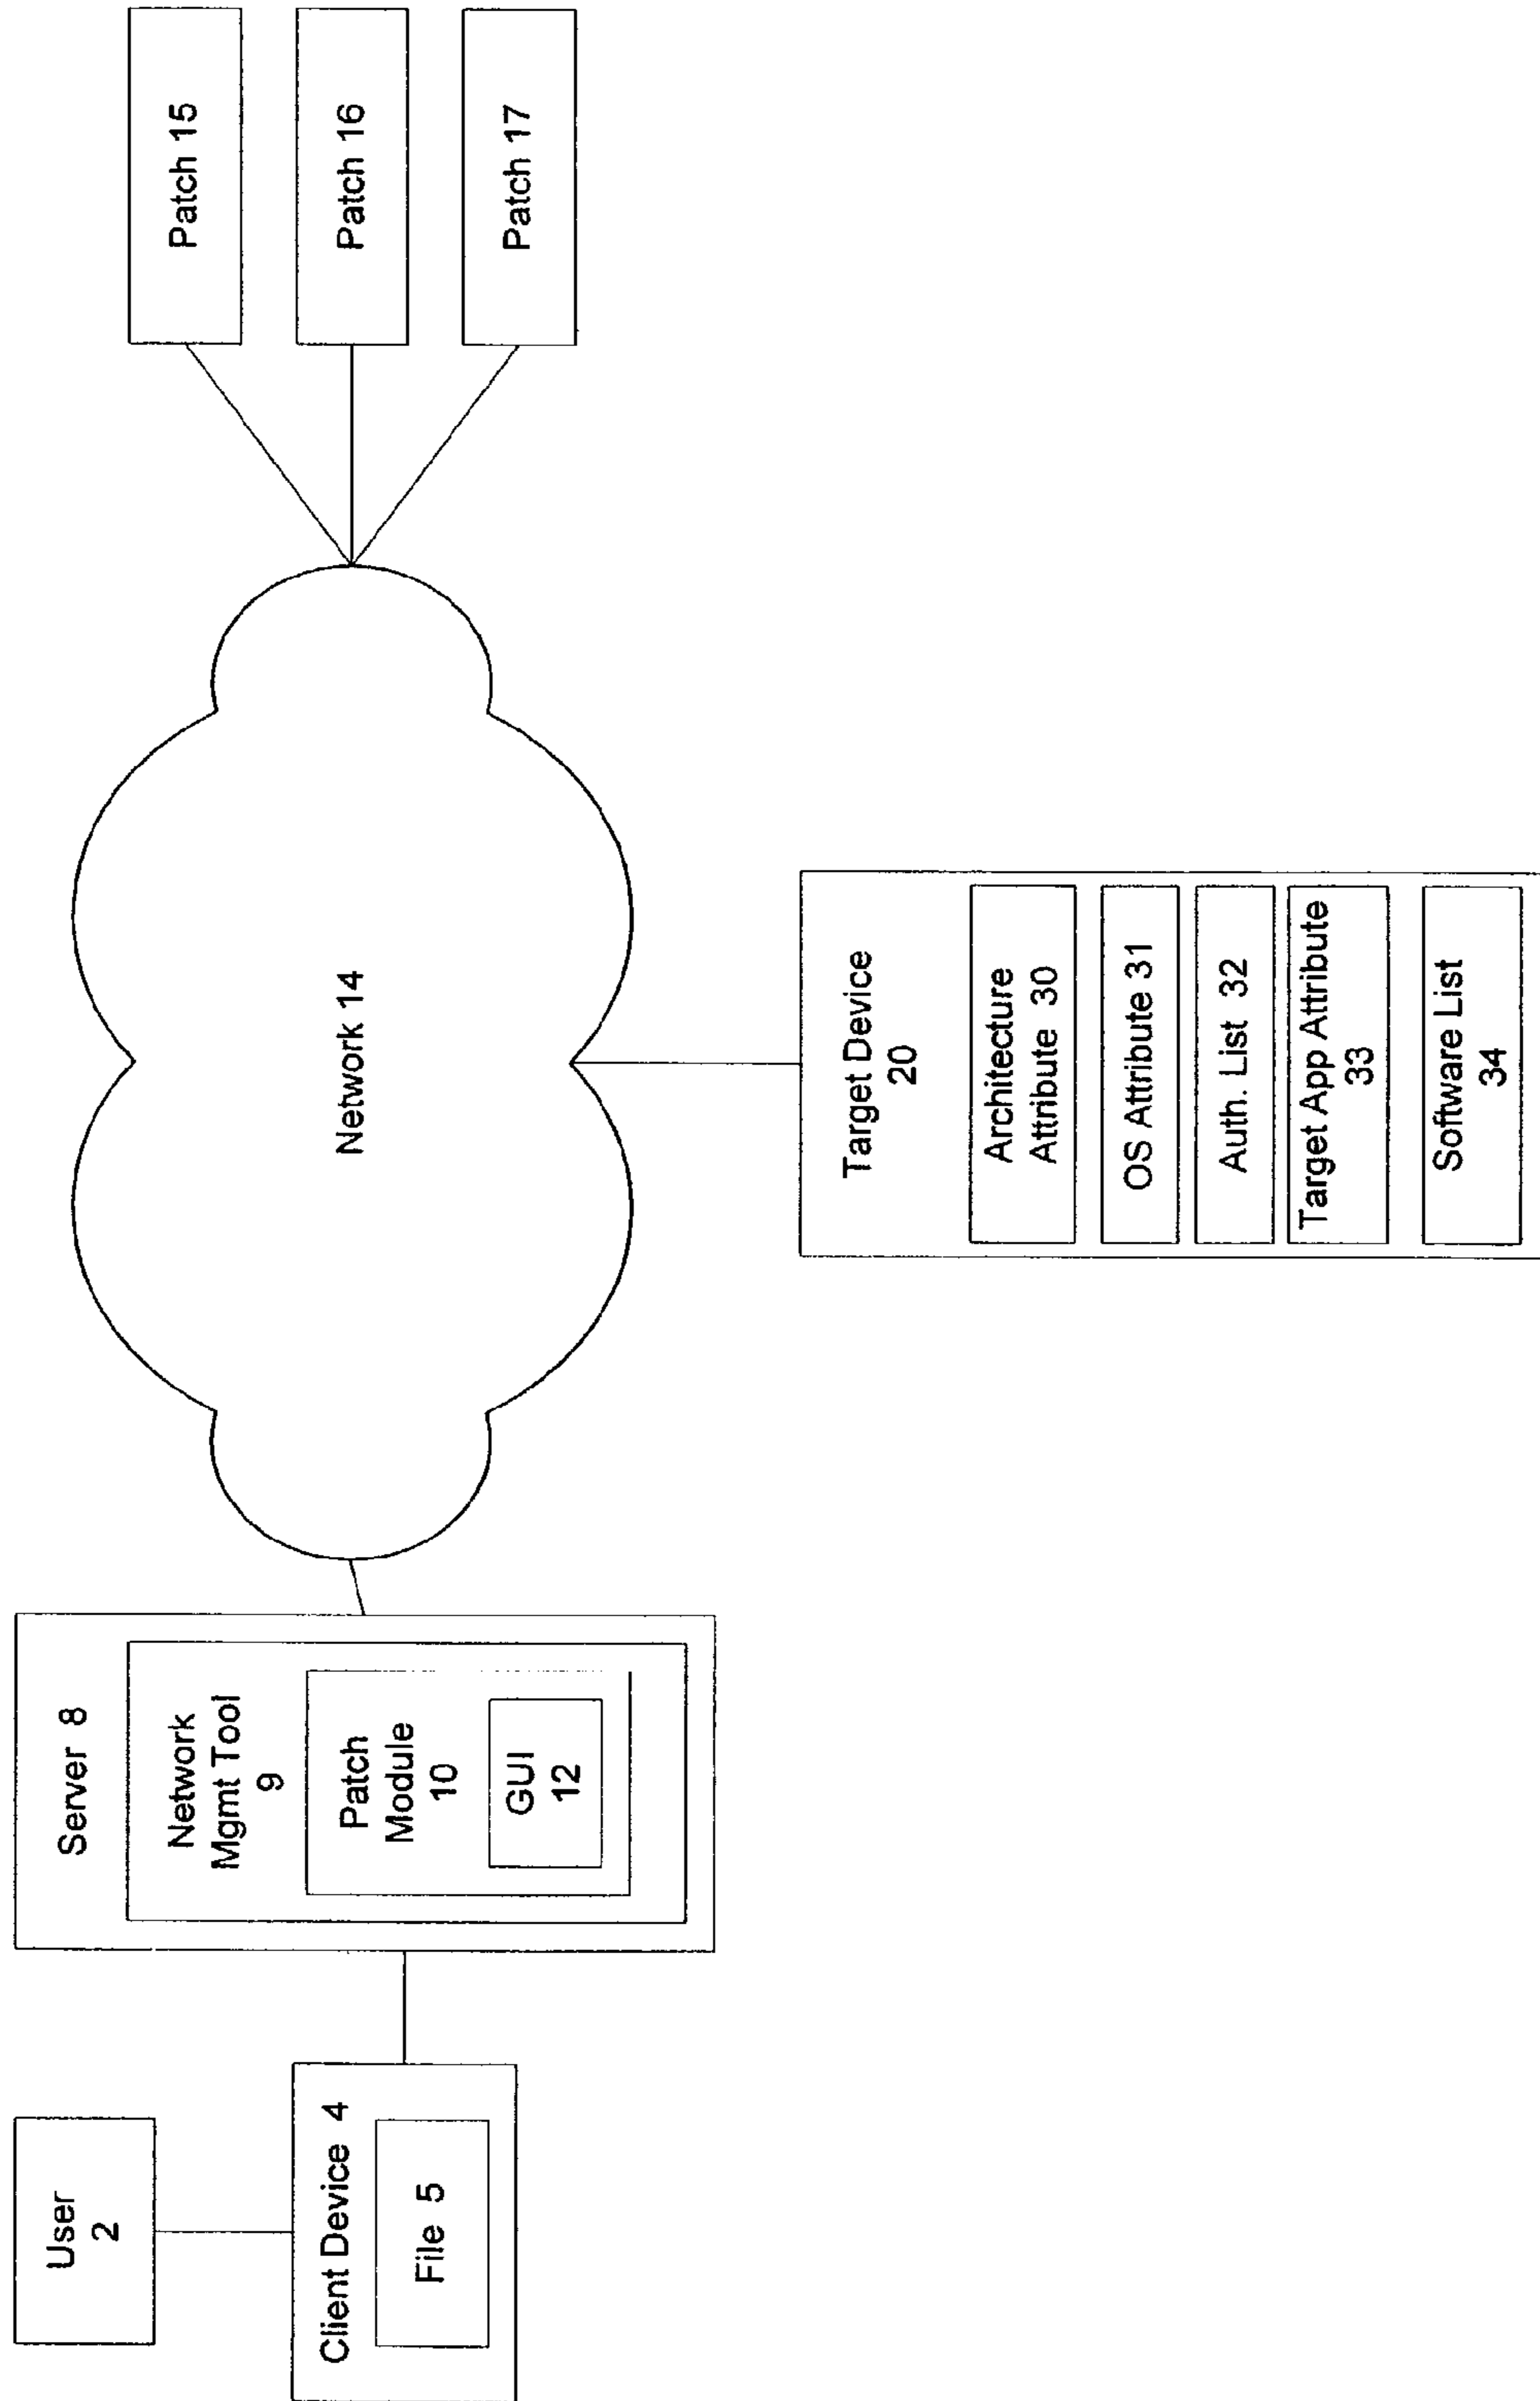 User
2
Client Device 4
File 5
Server 8
Network
Mgmt Tool
9
Patch
Module
10
GUI
12
Network 14
Patch 15
Patch 16
Patch 17
Target Device
20
Architecture
Attribute 30
OS Attribute 31
Auth. List 32
Target App Attribute
33
Software List
34